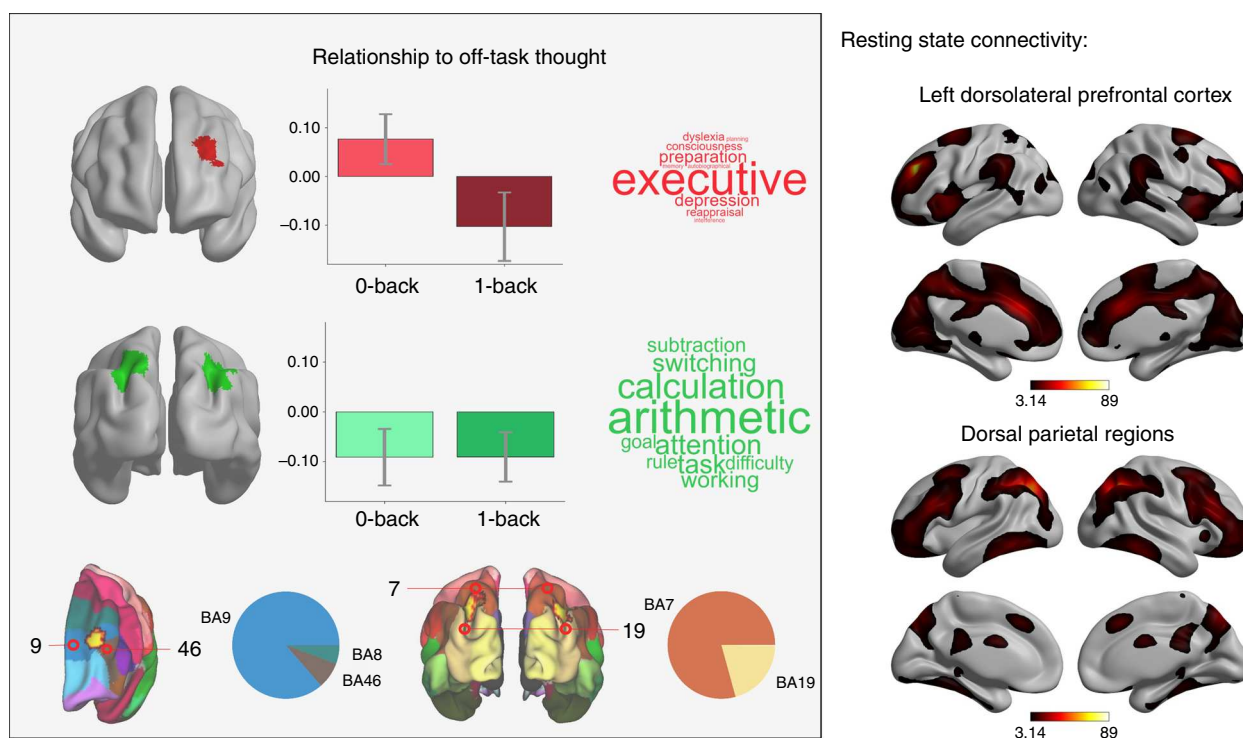 Relationship to off-task thought
0.10
0.00
−0.10
0-back
1-back
dyslexia planning
consciousness
preparation
memory autobiographical
executive
depression
reappraisal
interference
0.10
0.00
−0.10
0-back
1-back
subtraction
switching
calculation
arithmetic
goal attention
rule task difficulty
working
9
46
BA9
BA8
BA46
7
19
BA7
BA19
Resting state connectivity:
Left dorsolateral prefrontal cortex
3.14
89
Dorsal parietal regions
3.14
89